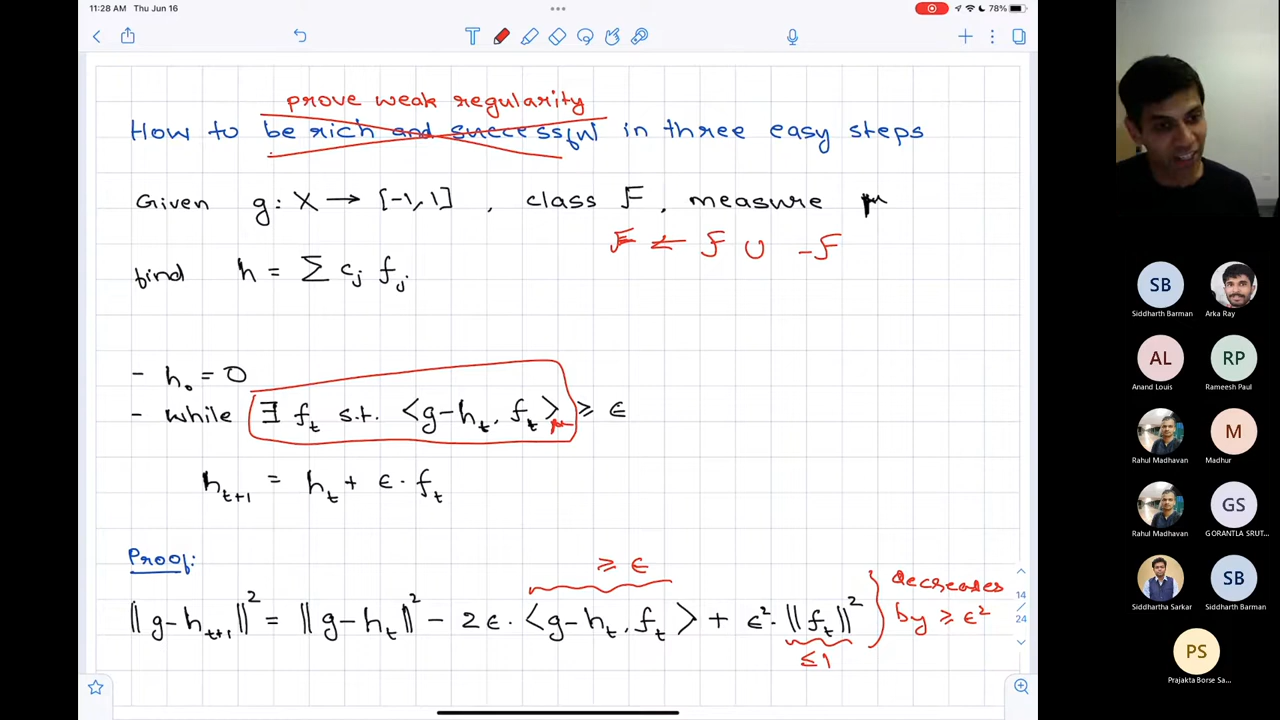 11:28 AM Thu Jun 16
78%
prove weak regularity
How to be rich and successful in three easy steps
Given g: X → [-1,1] , class F , measure μ
F ← F ∪ -F
find h = Σ c_j f_j
- h_0 = 0
- while ∃ f_t s.t. <g-h_t, f_t>_μ ≥ ε
h_{t+1} = h_t + ε · f_t
Proof:
≥ ε
||g-h_{t+1}||² = ||g-h_t||² - 2ε · <g-h_t, f_t> + ε² · ||f_t||²
≤ 1
decreases
by ≥ ε²
14
/
24
SB
Siddharth Barman
Arka Ray
AL
Anand Louis
RP
Rameesh Paul
Rahul Madhavan
M
Madhur
Rahul Madhavan
GS
GORANTLA SRUT...
Siddhartha Sarkar
SB
Siddharth Barman
PS
Prajakta Borse Sa...